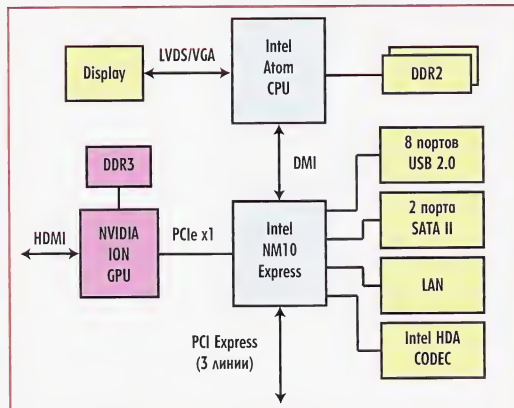 LVDS/VGA
Display
Intel
Atom
CPU
DDR2
DMI
8 портов
USB 2.0
DDR3
2 порта
SATA II
HDMI
NVIDIA
ION
GPU
PCIe x1
Intel
NM10
Express
LAN
PCI Express
(3 линии)
Intel HDA
CODEC